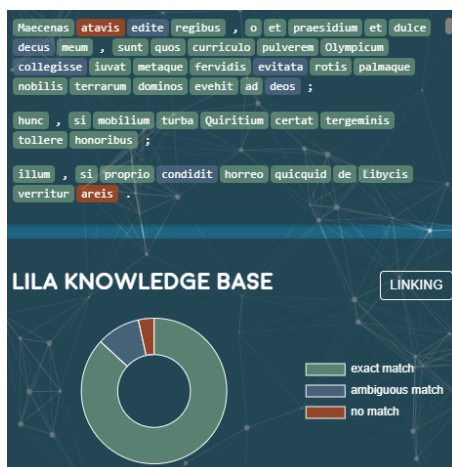 Maecenas atavis edite regibus , o et praesidium et dulce
decus meum , sunt quos curriculo pulverem Olympicum
collegisse iuvat metaque fervidis evitata rotis palmaque
nobilis terrarum dominos evehit ad deos ;
hunc , si mobilium turba Quiritium certat tergeminis
tollere honoribus ;
illum , si proprio condidit horreo quicquid de Libycis
verritur areis .
LILA KNOWLEDGE BASE
LINKING
exact match
ambiguous match
no match